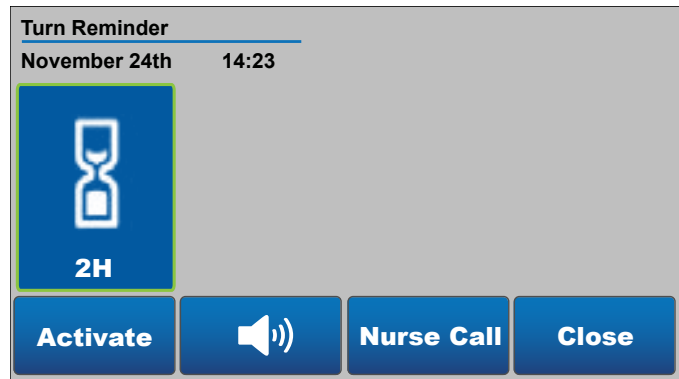 Turn Reminder
November 24th 14:23
2H
Activate Nurse Call Close